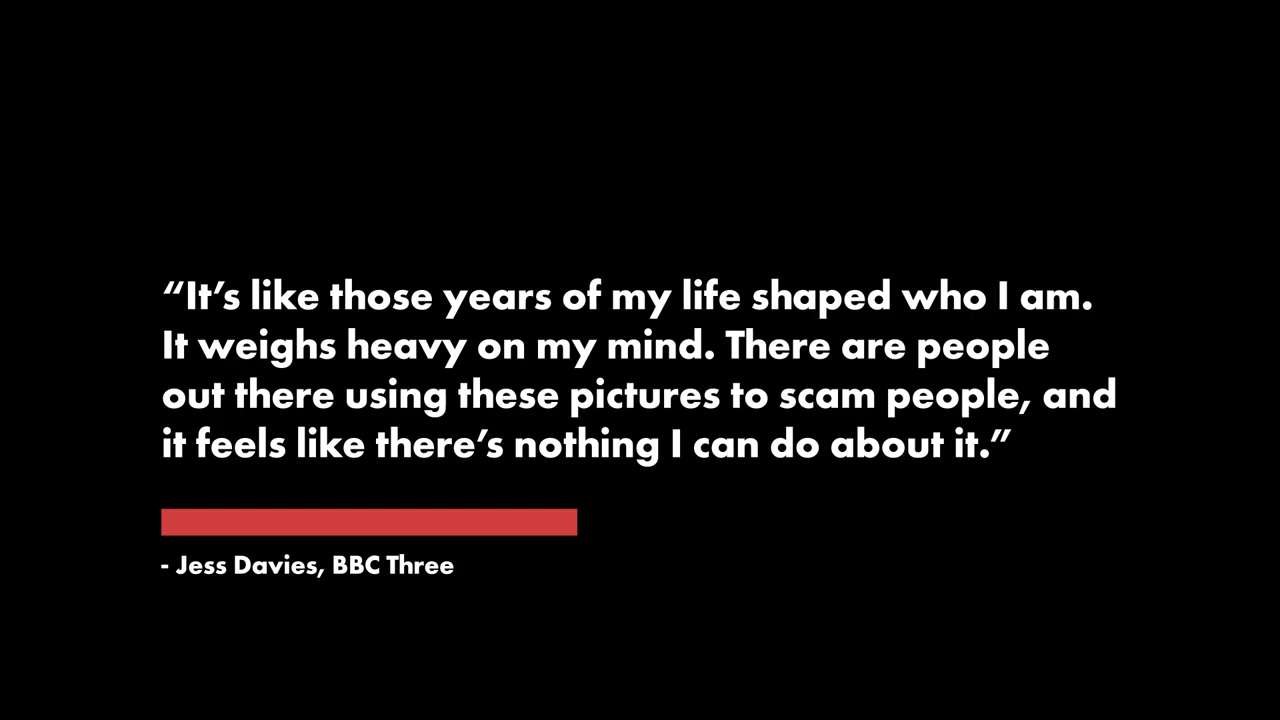 “It’s like those years of my life shaped who I am.
It weighs heavy on my mind. There are people
out there using these pictures to scam people, and
it feels like there’s nothing I can do about it.”
- Jess Davies, BBC Three